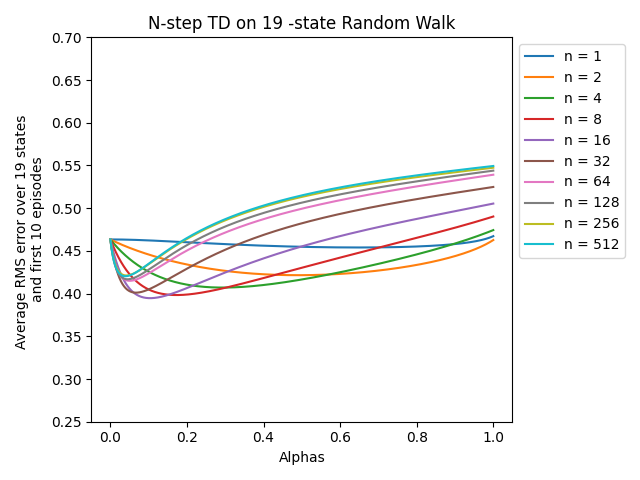 N-step TD on 19 -state Random Walk
Average RMS error over 19 states
and first 10 episodes
0.70
0.65
0.60
0.55
0.50
0.45
0.40
0.35
0.30
0.25
0.0
0.2
0.4
0.6
0.8
1.0
Alphas
n = 1
n = 2
n = 4
n = 8
n = 16
n = 32
n = 64
n = 128
n = 256
n = 512